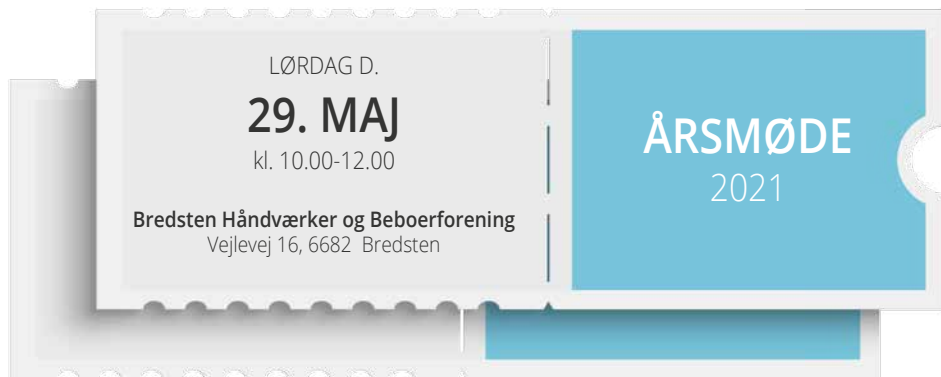 LØRDAG D.
29. MAJ
kl. 10.00-12.00
Bredsten Håndværker og Beboerforening
Vejlevej 16, 6682 Bredsten
ÅRSMØDE
2021